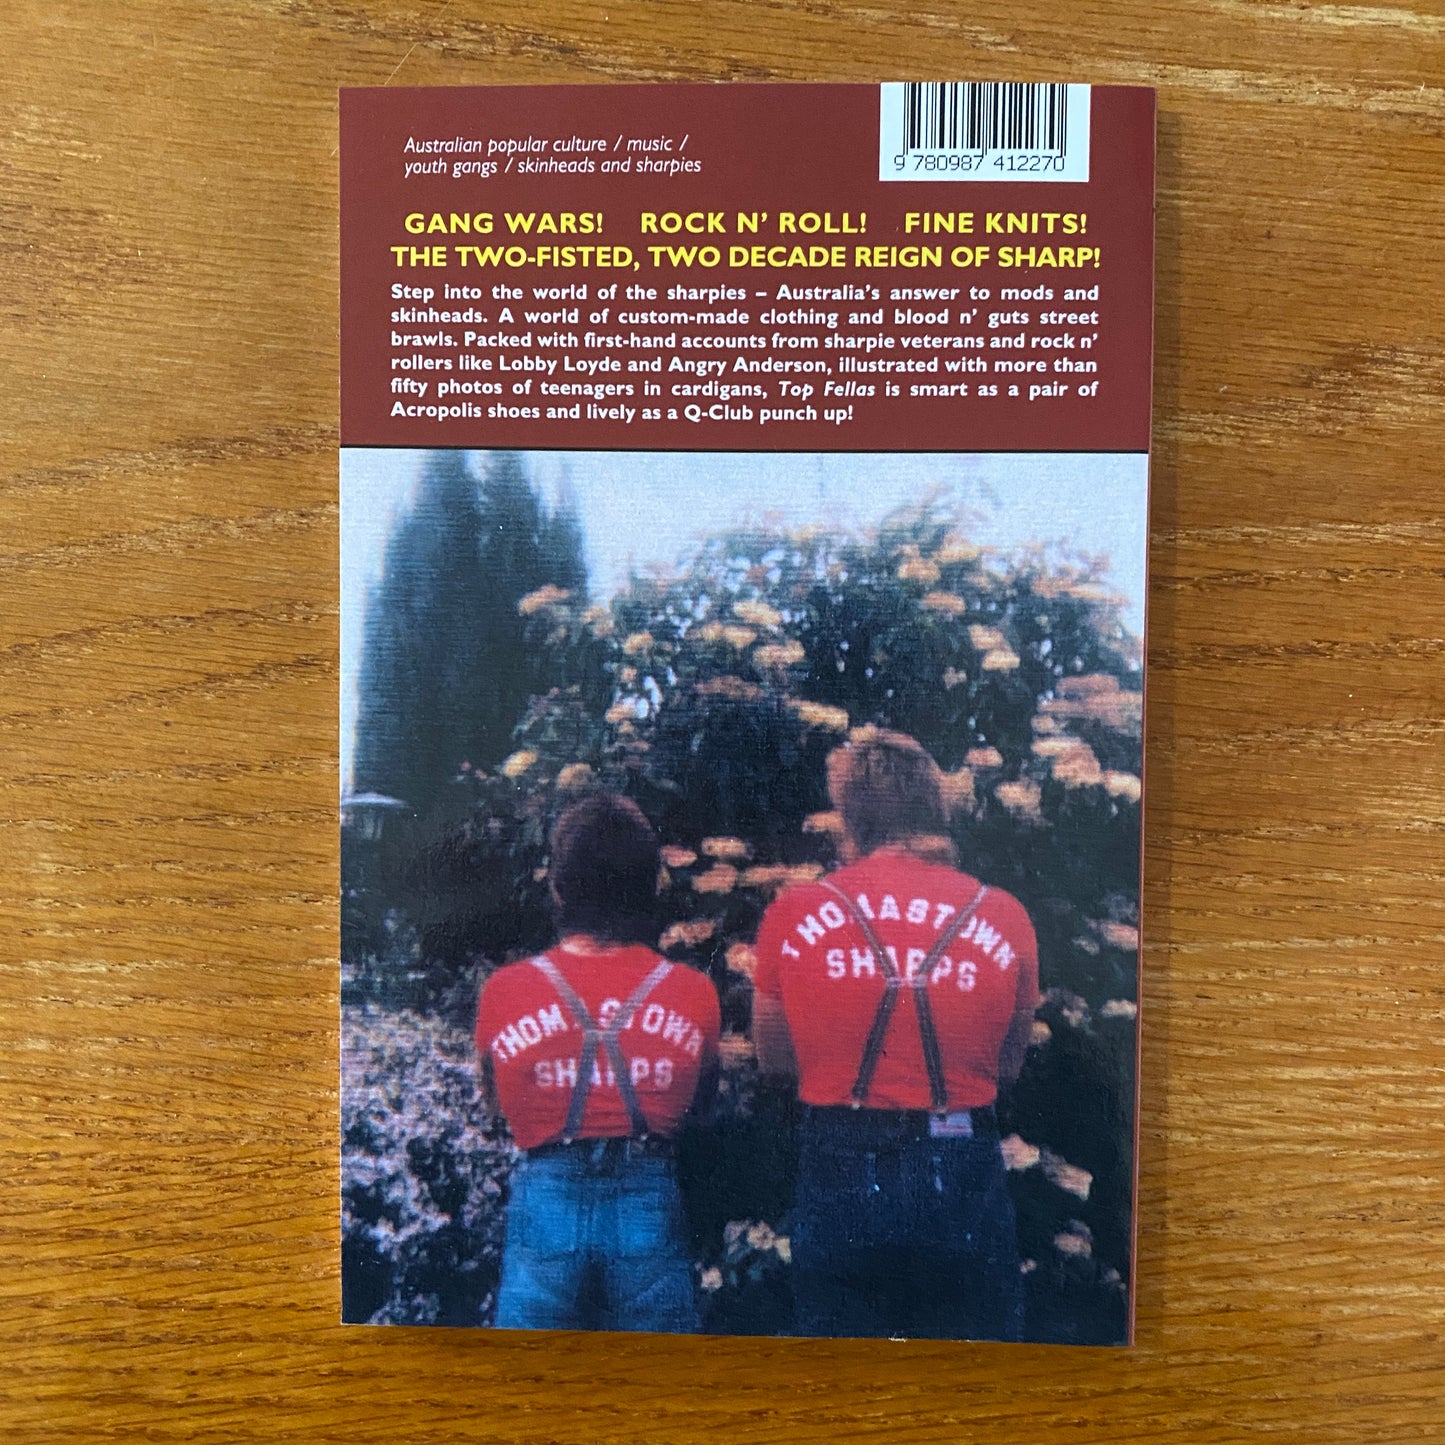 Australian popular culture / music /
youth gangs / skinheads and sharpies
9 780987 412270
GANG WARS! ROCK N' ROLL! FINE KNITS!
THE TWO-FISTED, TWO DECADE REIGN OF SHARP!
Step into the world of the sharpies – Australia's answer to mods and
skinheads. A world of custom-made clothing and blood n' guts street
brawls. Packed with first-hand accounts from sharpie veterans and rock n'
rollers like Lobby Loyde and Angry Anderson, illustrated with more than
fifty photos of teenagers in cardigans, Top Fellas is smart as a pair of
Acropolis shoes and lively as a Q-Club punch up!
THOMASTOWN
SHARPS
THOMASTOWN
SHARPS